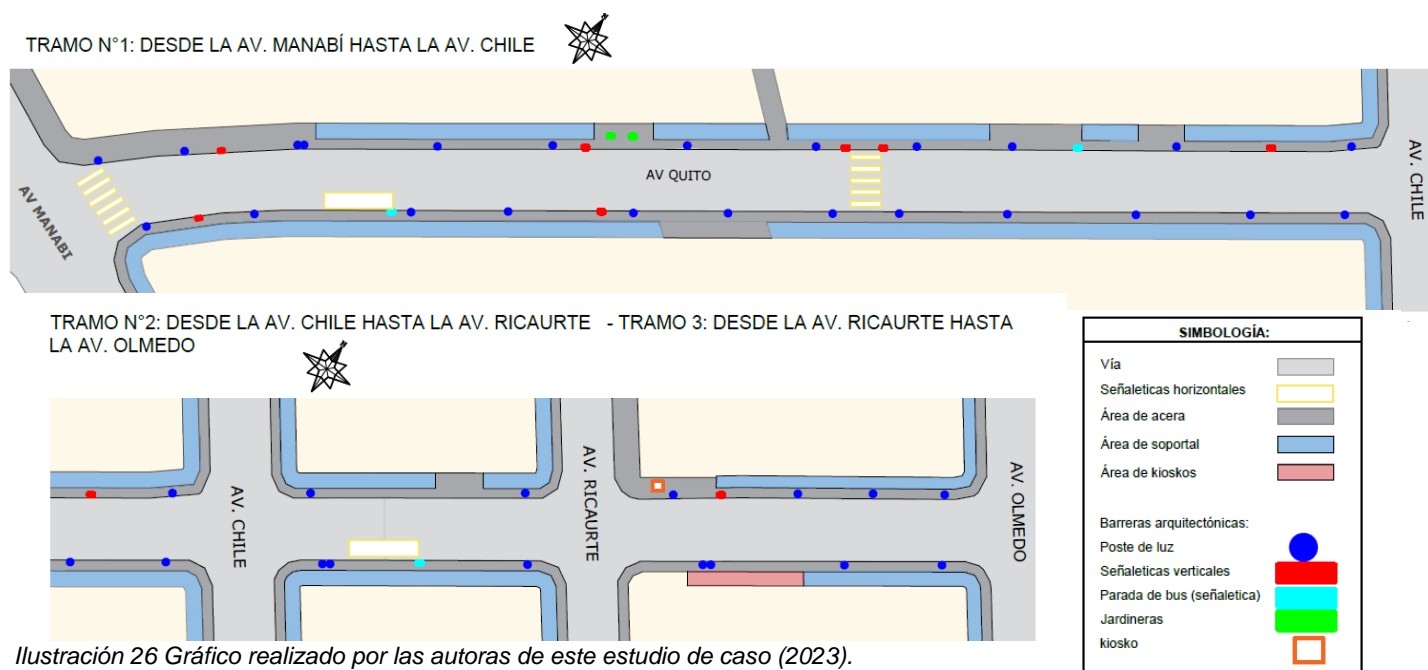 TRAMO N°1: DESDE LA AV. MANABÍ HASTA LA AV. CHILE
AV QUITO
AV MANABI
AV. CHILE
TRAMO N°2: DESDE LA AV. CHILE HASTA LA AV. RICAURTE - TRAMO 3: DESDE LA AV. RICAURTE HASTA
LA AV. OLMEDO
AV. CHILE
AV. RICAURTE
AV. OLMEDO
SIMBOLOGÍA:
Vía
Señaleticas horizontales
Área de acera
Área de soportal
Área de kioskos
Barreras arquitectónicas:
Poste de luz
Señaleticas verticales
Parada de bus (señaletica)
Jardineras
kiosko
Ilustración 26 Gráfico realizado por las autoras de este estudio de caso (2023).